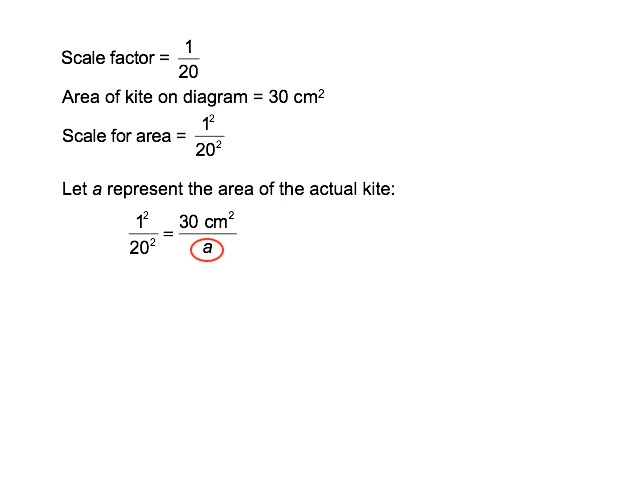 Scale factor = 1/20
Area of kite on diagram = 30 cm²
Scale for area = 1²/20²
Let a represent the area of the actual kite:
1²/20² = 30 cm²/a